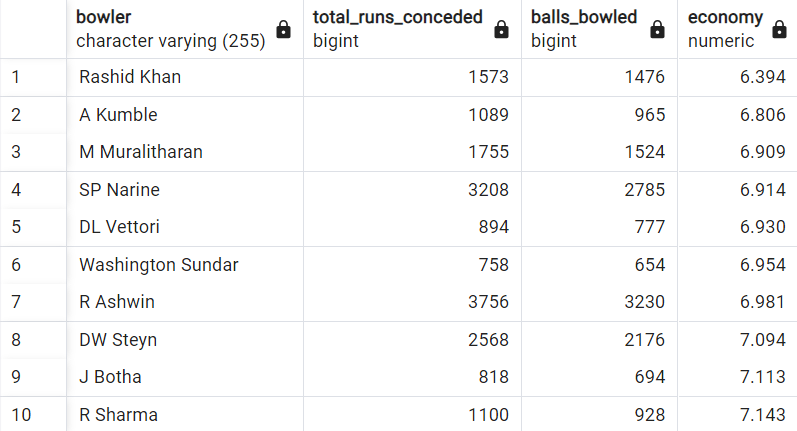 bowler total_runs_conceded balls_bowled economy
character varying (255) bigint bigint numeric
1 Rashid Khan 1573 1476 6.394
2 A Kumble 1089 965 6.806
3 M Muralitharan 1755 1524 6.909
4 SP Narine 3208 2785 6.914
5 DL Vettori 894 777 6.930
6 Washington Sundar 758 654 6.954
7 R Ashwin 3756 3230 6.981
8 DW Steyn 2568 2176 7.094
9 J Botha 818 694 7.113
10 R Sharma 1100 928 7.143